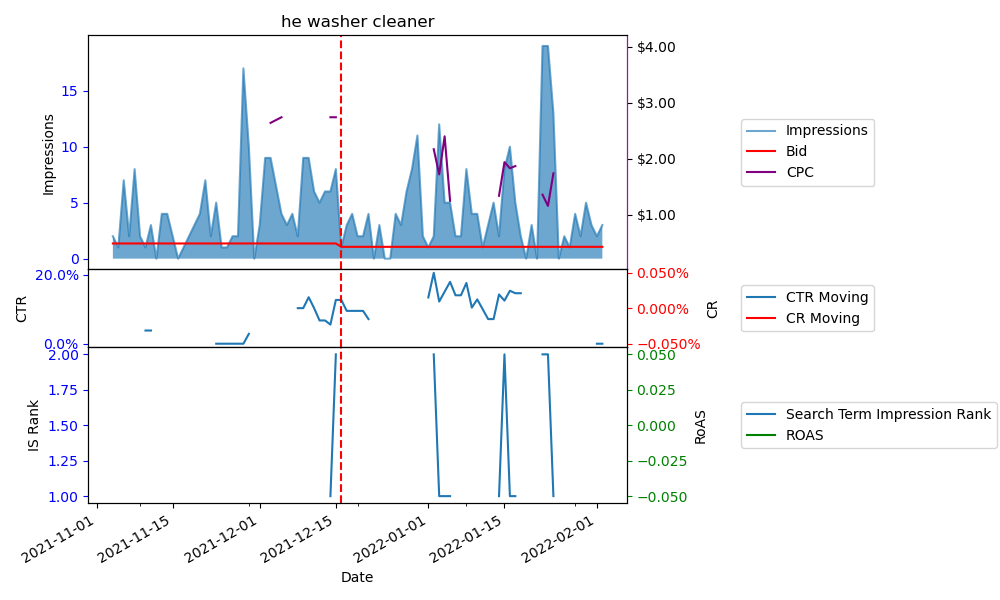 he washer cleaner
Impressions
15
10
5
0
$4.00
$3.00
$2.00
$1.00
Impressions
Bid
CPC
CTR
20.0%
0.0%
0.050%
0.000%
−0.050%
CR
CTR Moving
CR Moving
IS Rank
2.00
1.75
1.50
1.25
1.00
0.050
0.025
0.000
−0.025
−0.050
RoAS
Search Term Impression Rank
ROAS
2021-11-01
2021-11-15
2021-12-01
2021-12-15
2022-01-01
2022-01-15
2022-02-01
Date